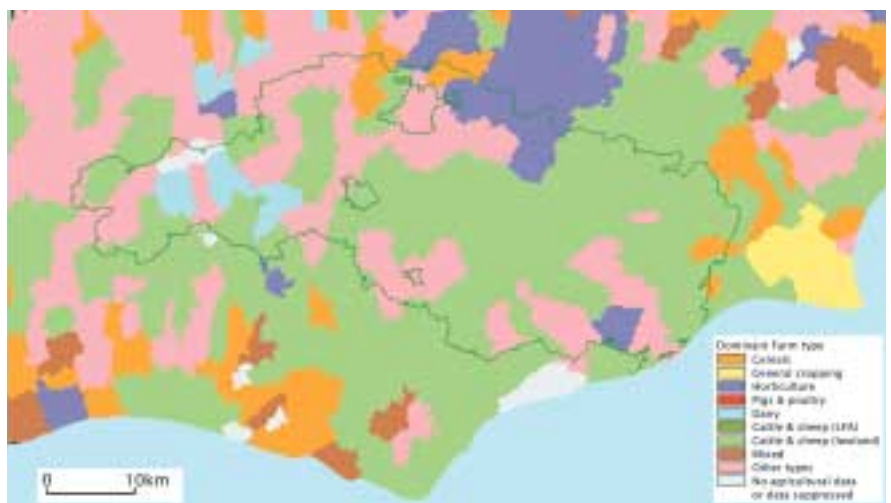 Dominant farm type
Cereals
General cropping
Horticulture
Pigs & poultry
Dairy
Cattle & sheep (LFA)
Cattle & sheep (lowland)
Mixed
Other types
No agricultural data
or data suppressed
0 10km